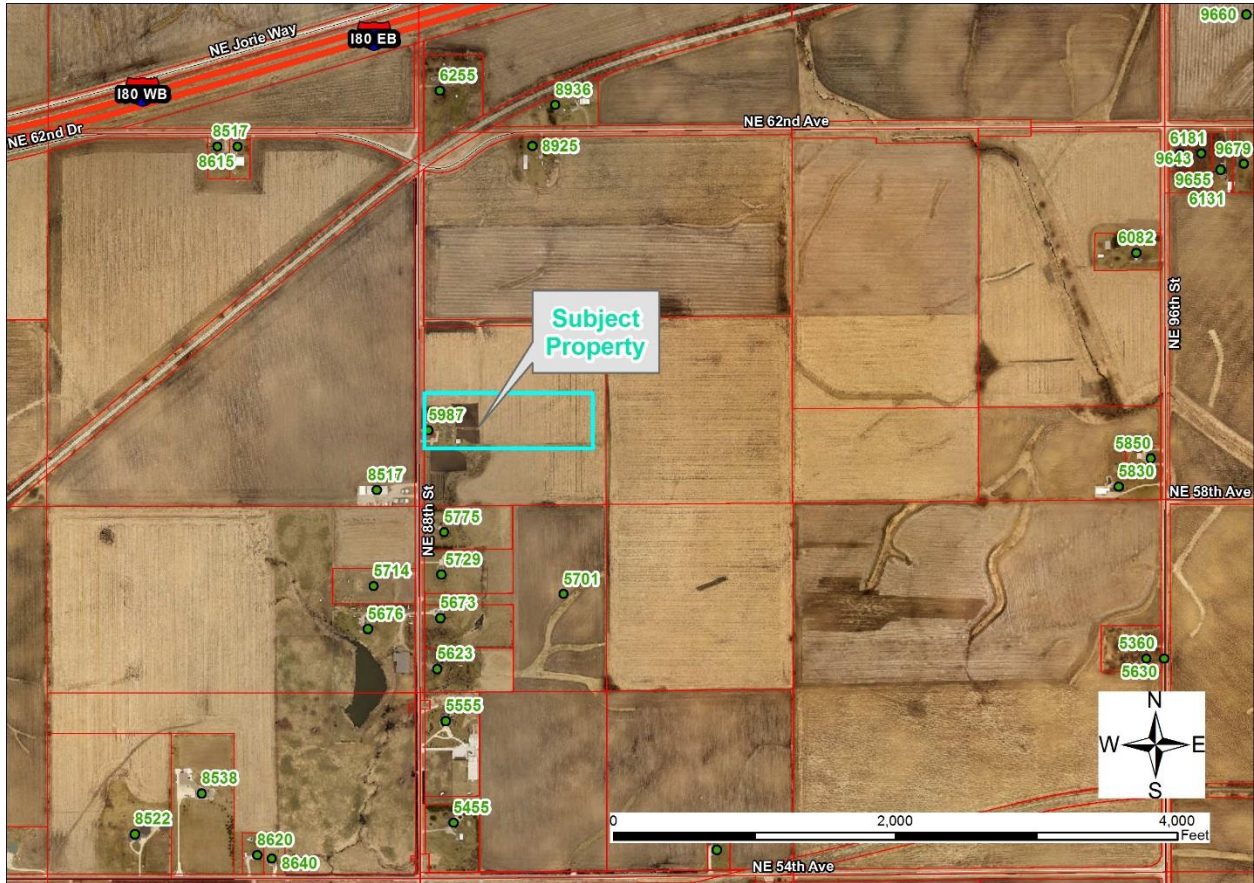 9660
NE Jorie Way
I80 EB
I80 WB
6255
8936
NE 62nd Dr
NE 62nd Ave
8517
8615
8925
6181
9679
9643
9655
6131
6082
NE 96th St
Subject
Property
5987
5850
5830
8517
NE 58th Ave
NE 88th St
5775
5729
5714
5701
5673
5676
5623
5360
5630
5555
N
W
E
S
8538
5455
0
2,000
4,000
Feet
8522
8620
8640
NE 54th Ave